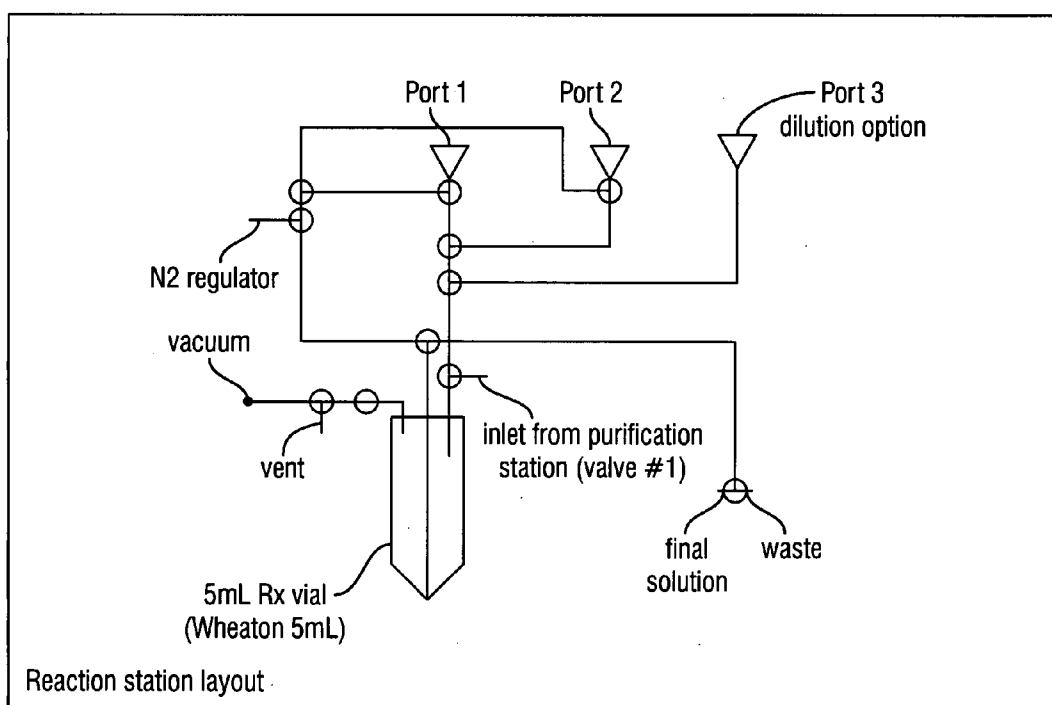 Port 1
Port 2
Port 3
dilution option
N2 regulator
vacuum
vent
inlet from purification
station (valve #1)
final
solution
waste
5mL Rx vial
(Wheaton 5mL)
Reaction station layout